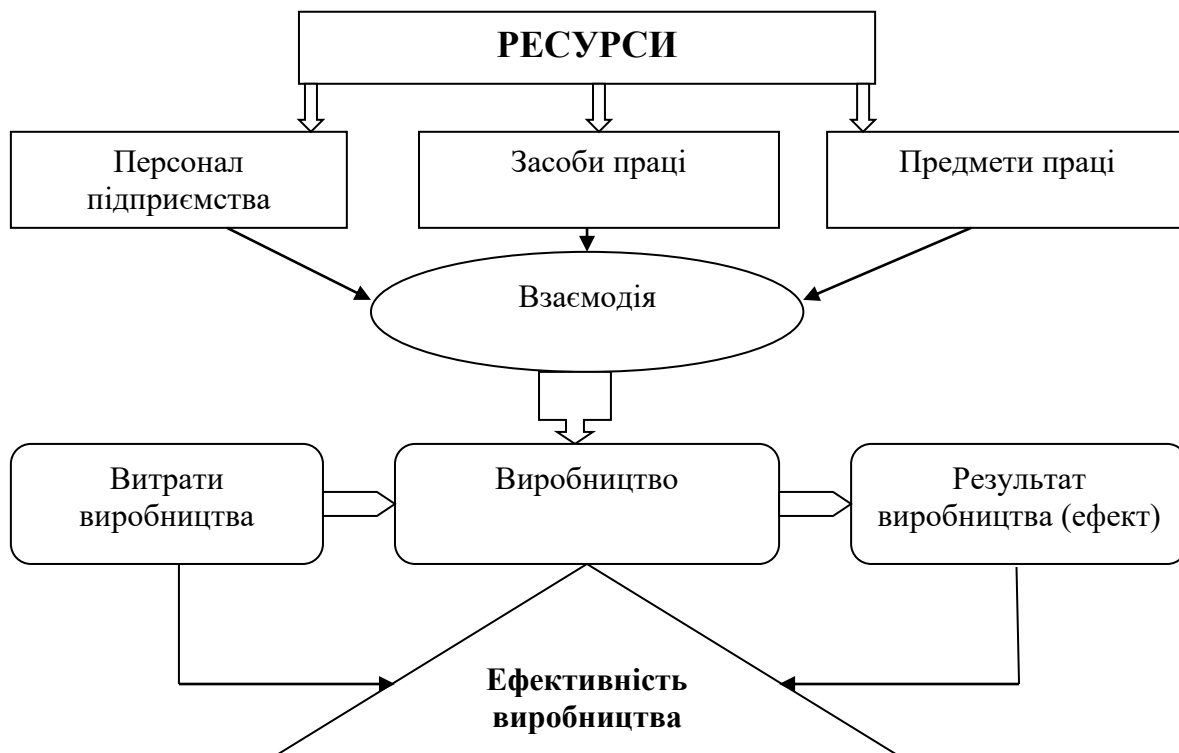 РЕСУРСИ
Персонал
підприємства
Засоби праці
Предмети праці
Взаємодія
Витрати
виробництва
Виробництво
Результат
виробництва (ефект)
Ефективність
виробництва